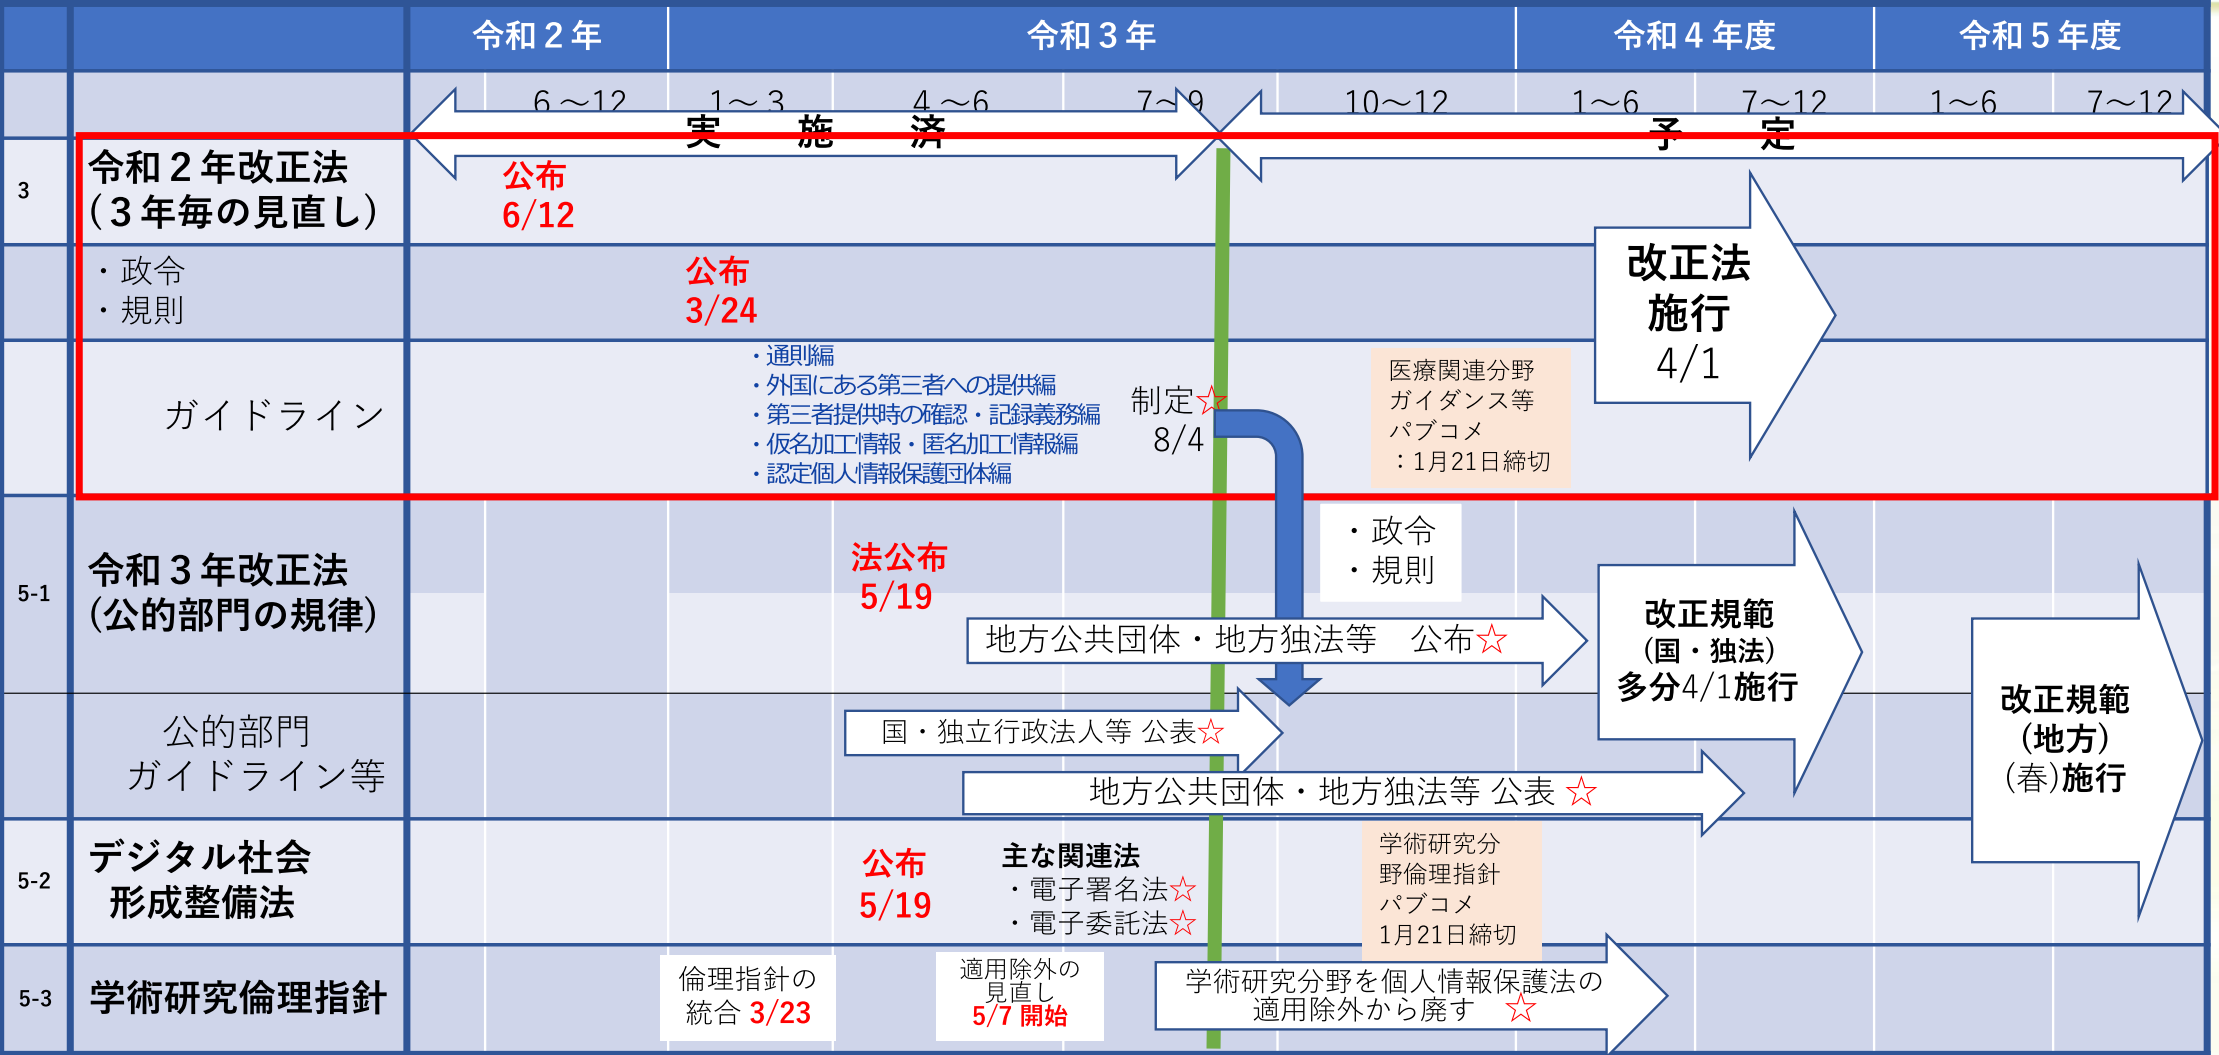 令和２年
令和３年
令和４年度
令和５年度
6～12
1～3
4～6
7～9
10～12
1～6
7～12
1～6
7～12
実 施 済
予 定
3
令和２年改正法
（３年毎の見直し）
公布
6/12
・政令
・規則
公布
3/24
改正法
施行
4/1
ガイドライン
・通則編
・外国にある第三者への提供編
・第三者提供時の確認・記録義務編
・仮名加工情報・匿名加工情報編
・認定個人情報保護団体編
制定☆
8/4
医療関連分野
ガイダンス等
パブコメ
：1月21日締切
5-1
令和３年改正法
(公的部門の規律)
法公布
5/19
・政令
・規則
地方公共団体・地方独法等　公布☆
改正規範
(国・独法)
多分4/1施行
改正規範
(地方)
(春)施行
公的部門
ガイドライン等
国・独立行政法人等 公表☆
地方公共団体・地方独法等 公表 ☆
5-2
デジタル社会
形成整備法
公布
5/19
主な関連法
・電子署名法☆
・電子委託法☆
学術研究分
野倫理指針
パブコメ
1月21日締切
5-3
学術研究倫理指針
倫理指針の
統合 3/23
適用除外の
見直し
5/7 開始
学術研究分野を個人情報保護法の
適用除外から廃す　☆